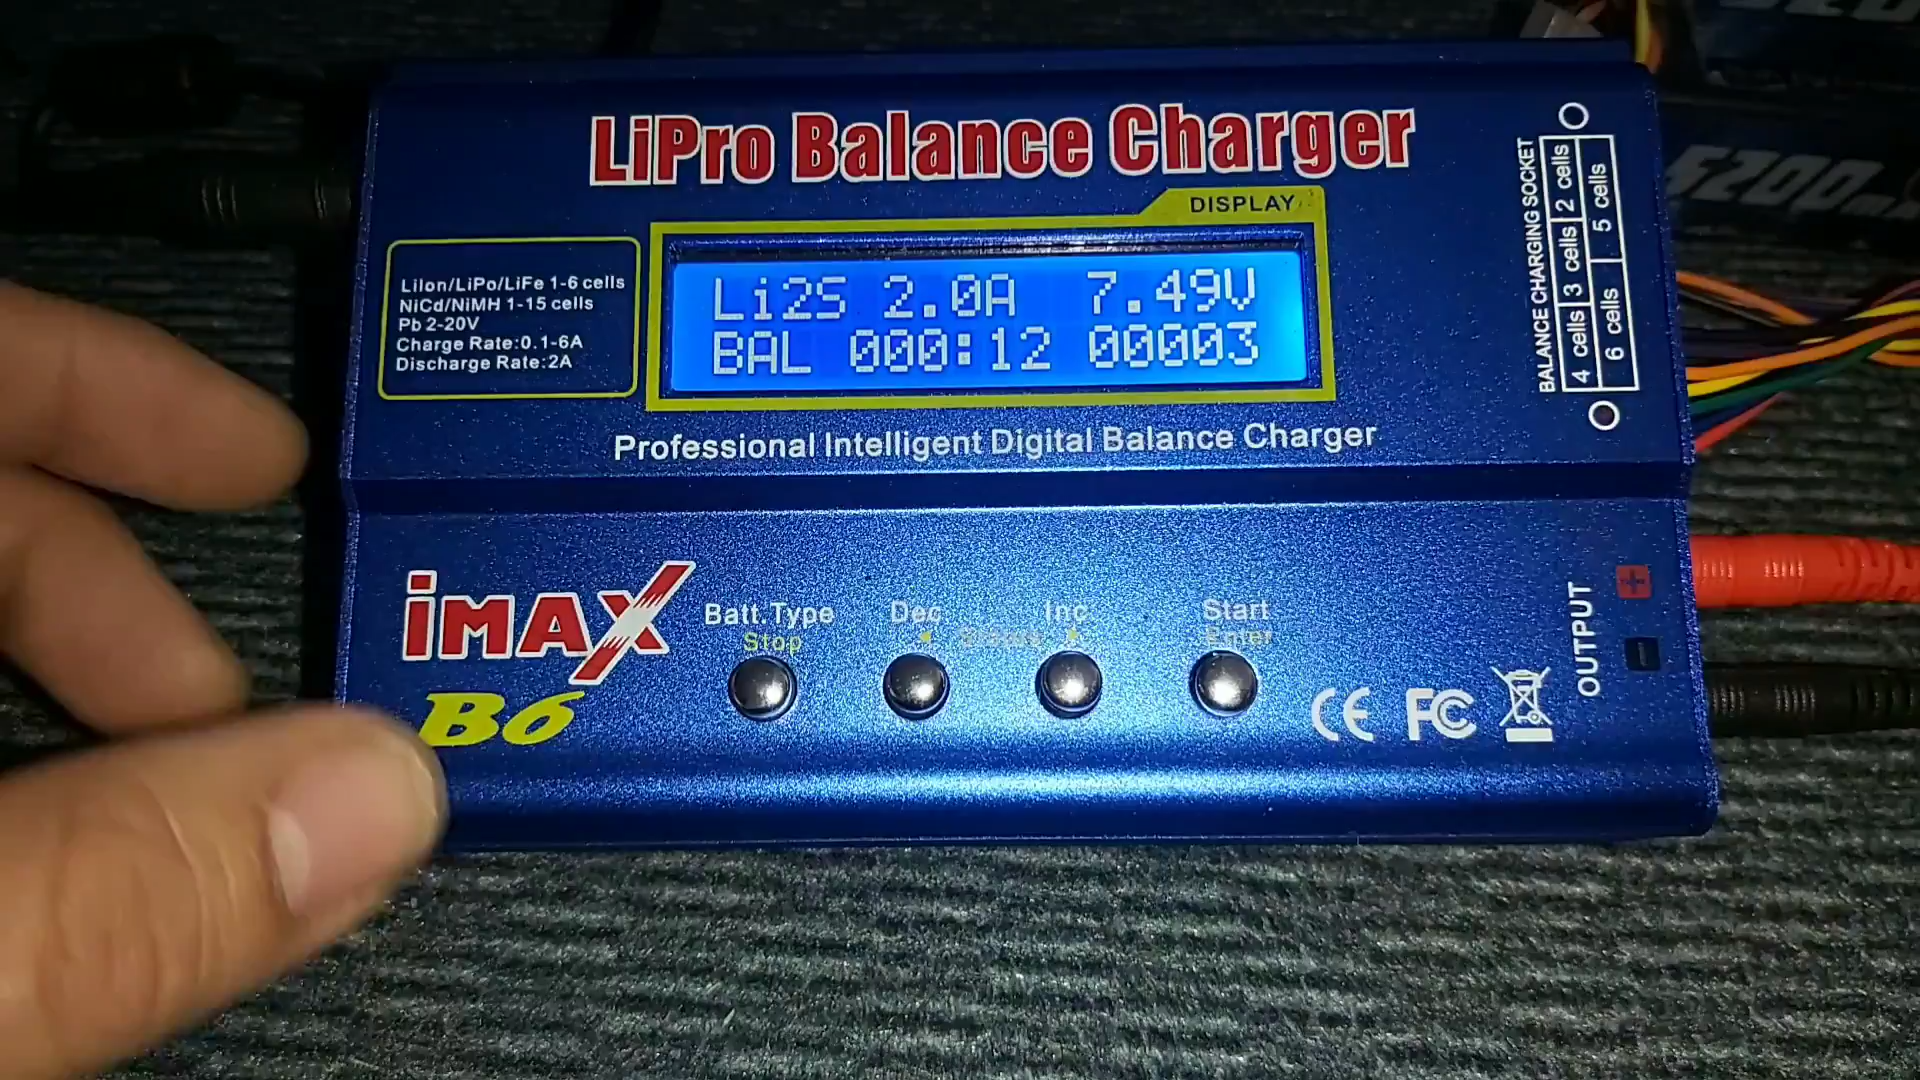 LiPro Balance Charger
DISPLAY
LiIon/LiPo/LiFe 1-6 cells
NiCd/NiMH 1-15 cells
Pb 2-20V
Charge Rate:0.1-6A
Discharge Rate:2A
Li2S 2.0A 7.49V
BAL 000:12 00003
Professional Intelligent Digital Balance Charger
BALANCE CHARGING SOCKET
4 cells 3 cells 2 cells
6 cells 5 cells
5200
iMAX
B6
Batt.Type
Stop
Dec
Inc
Start
Enter
CE FC
OUTPUT
+
-